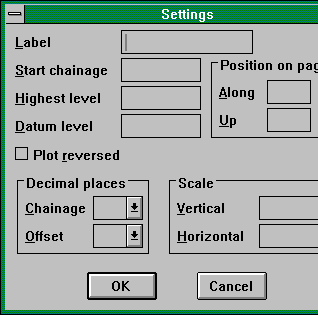 Settings
Label
Start chainage
Highest level
Datum level
Position on pag
Along
Up
Plot reversed
Decimal places
Chainage
Offset
Scale
Vertical
Horizontal
OK
Cancel